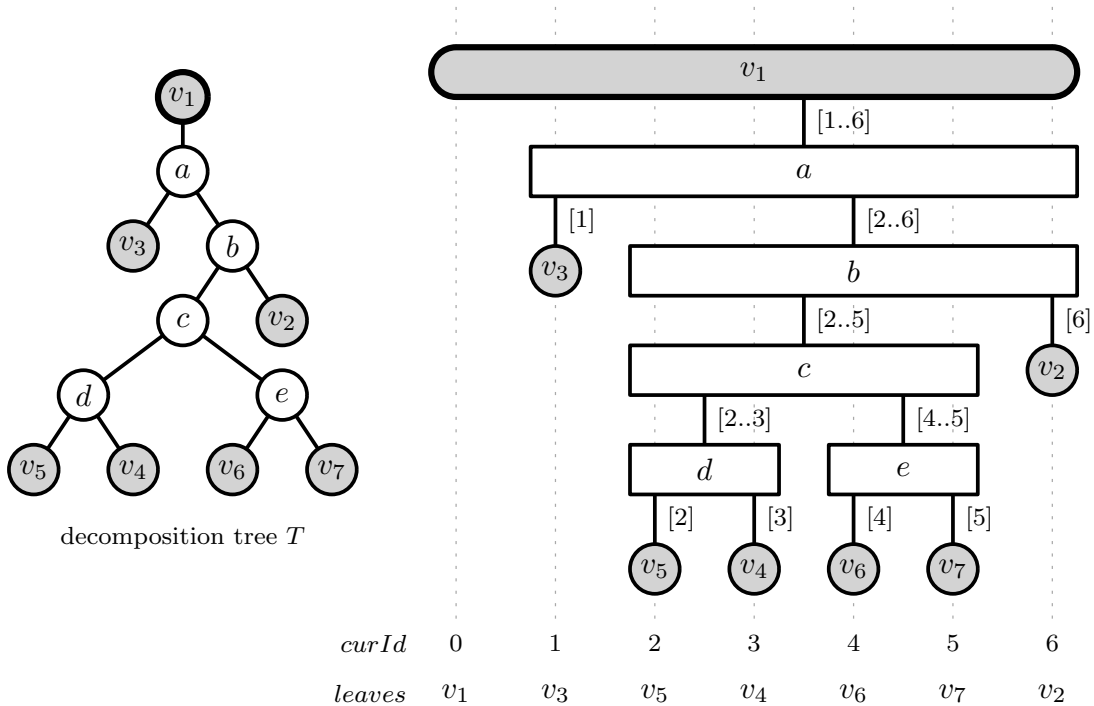 v₁
a
v₃ b
c v₂
d e
v₅ v₄ v₆ v₇
decomposition tree T
v₁
[1..6]
a
[1] [2..6]
v₃ b
[2..5] [6]
c v₂
[2..3] [4..5]
d e
[2] [3] [4] [5]
v₅ v₄ v₆ v₇
curId 0 1 2 3 4 5 6
leaves v₁ v₃ v₅ v₄ v₆ v₇ v₂